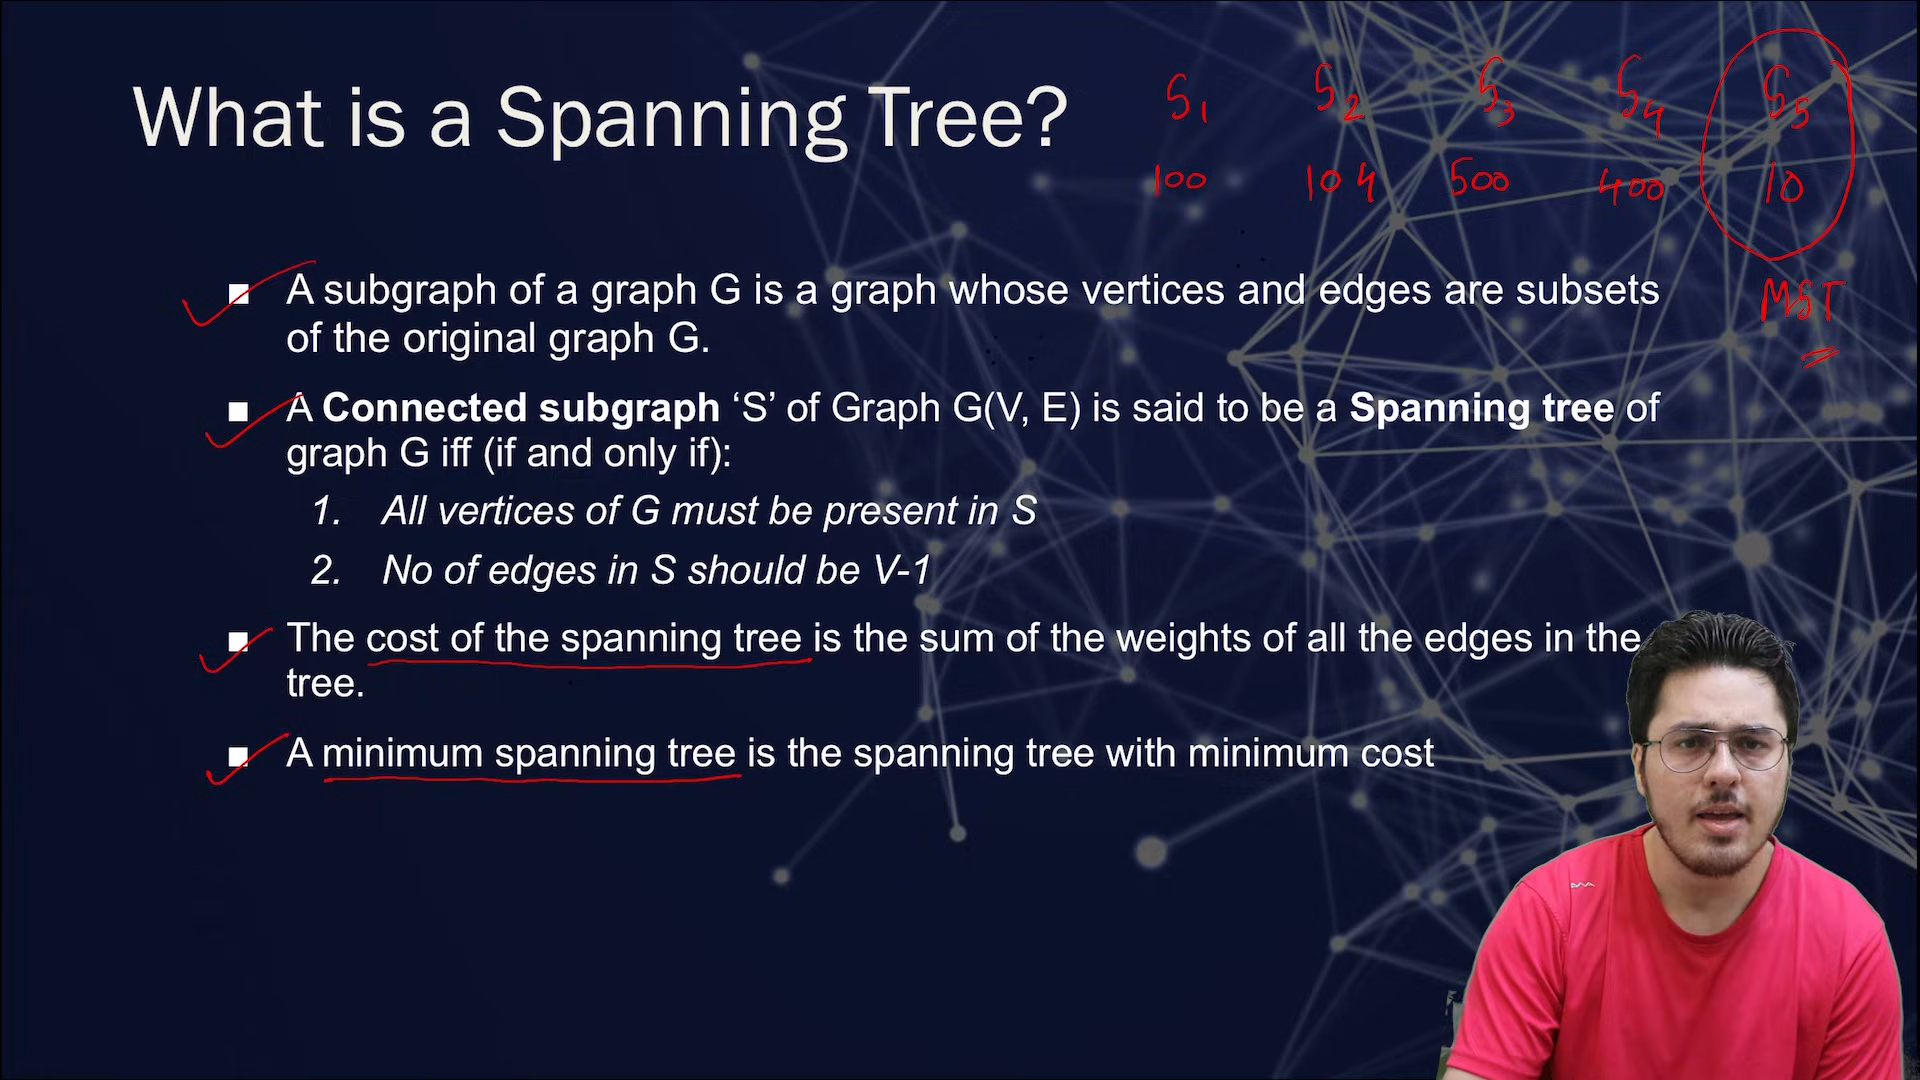 What is a Spanning Tree?
S1 S2 S3 S4 S5
100 104 500 400 10
MST
■ A subgraph of a graph G is a graph whose vertices and edges are subsets
of the original graph G.
■ A Connected subgraph ‘S’ of Graph G(V, E) is said to be a Spanning tree of
graph G iff (if and only if):
1. All vertices of G must be present in S
2. No of edges in S should be V-1
■ The cost of the spanning tree is the sum of the weights of all the edges in the
tree.
■ A minimum spanning tree is the spanning tree with minimum cost